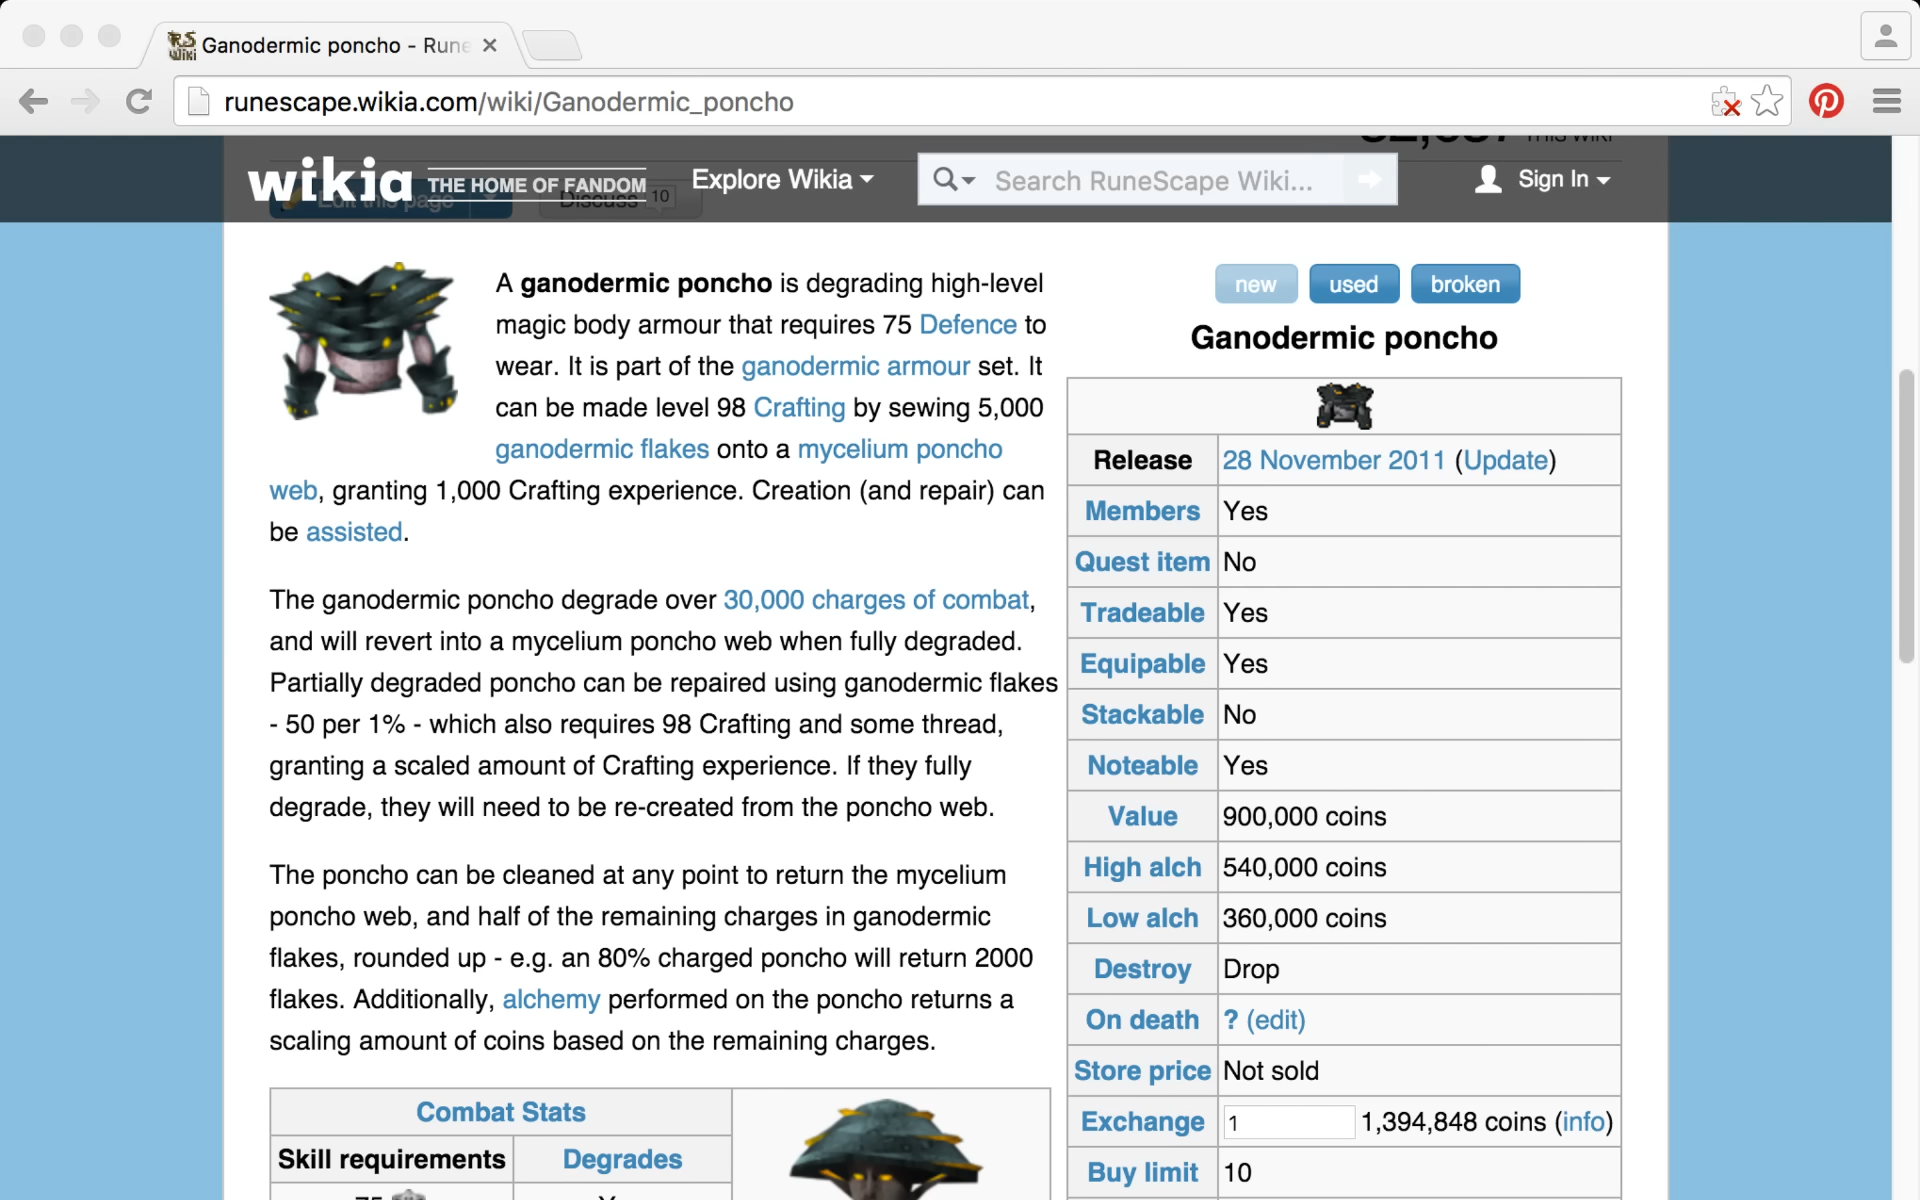 Ganodermic poncho - Rune
runescape.wikia.com/wiki/Ganodermic_poncho
THIS WIKI
wikia THE HOME OF FANDOM
Explore Wikia
Search RuneScape Wiki...
Sign In
Edit this page
Discuss 10
A ganodermic poncho is degrading high-level
magic body armour that requires 75 Defence to
wear. It is part of the ganodermic armour set. It
can be made level 98 Crafting by sewing 5,000
ganodermic flakes onto a mycelium poncho
web, granting 1,000 Crafting experience. Creation (and repair) can
be assisted.
The ganodermic poncho degrade over 30,000 charges of combat,
and will revert into a mycelium poncho web when fully degraded.
Partially degraded poncho can be repaired using ganodermic flakes
- 50 per 1% - which also requires 98 Crafting and some thread,
granting a scaled amount of Crafting experience. If they fully
degrade, they will need to be re-created from the poncho web.
The poncho can be cleaned at any point to return the mycelium
poncho web, and half of the remaining charges in ganodermic
flakes, rounded up - e.g. an 80% charged poncho will return 2000
flakes. Additionally, alchemy performed on the poncho returns a
scaling amount of coins based on the remaining charges.
Combat Stats
Skill requirements Degrades
new used broken
Ganodermic poncho
Release 28 November 2011 (Update)
Members Yes
Quest item No
Tradeable Yes
Equipable Yes
Stackable No
Noteable Yes
Value 900,000 coins
High alch 540,000 coins
Low alch 360,000 coins
Destroy Drop
On death ? (edit)
Store price Not sold
Exchange 1 1,394,848 coins (info)
Buy limit 10